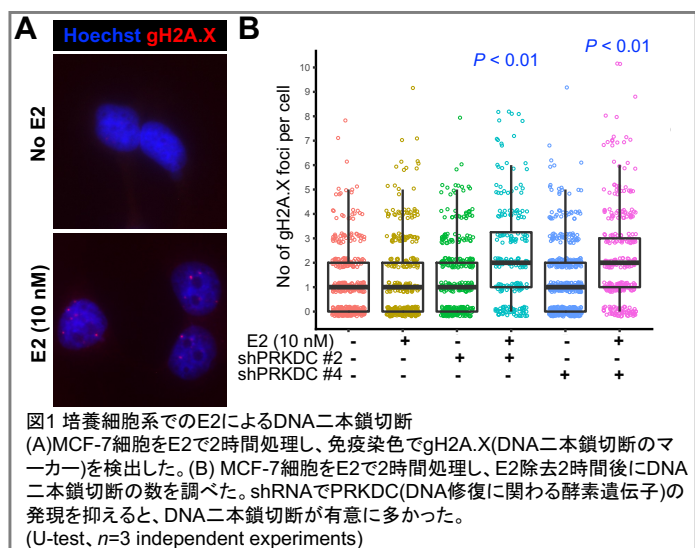 A
B
Hoechst gH2A.X
No E2
E2 (10 nM)
P < 0.01
P < 0.01
No of gH2A.X foci per cell
10
9
8
7
6
5
4
3
2
1
0
E2 (10 nM) - + - + - +
shPRKDC #2 - - + + - -
shPRKDC #4 - - - - + +
図1 培養細胞系でのE2によるDNA二本鎖切断
(A)MCF-7細胞をE2で2時間処理し、免疫染色でgH2A.X(DNA二本鎖切断のマ
ーカー)を検出した。(B) MCF-7細胞をE2で2時間処理し、E2除去2時間後にDNA
二本鎖切断の数を調べた。shRNAでPRKDC(DNA修復に関わる酵素遺伝子)の
発現を抑えると、DNA二本鎖切断が有意に多かった。
(U-test、n=3 independent experiments)